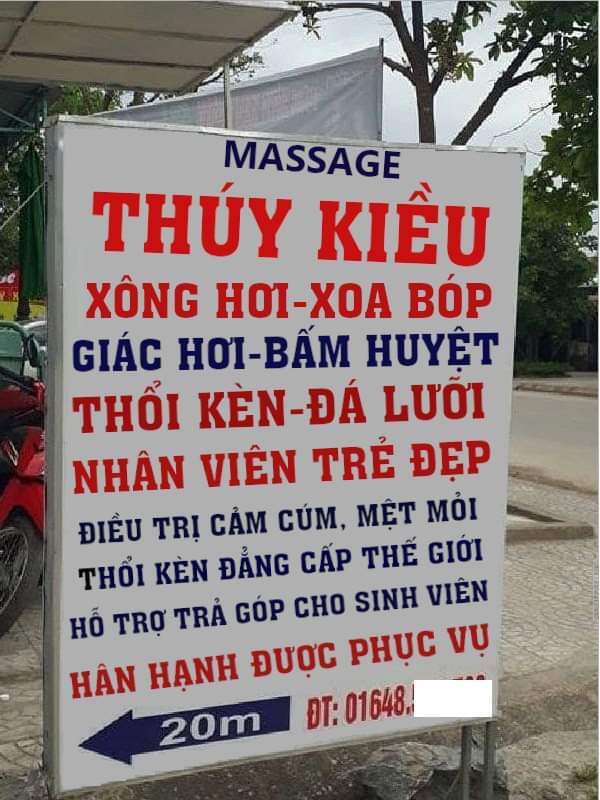 MASSAGE
THÚY KIỀU
XÔNG HƠI-XOA BÓP
GIÁC HƠI-BẤM HUYỆT
THỔI KÈN-ĐÁ LƯỠI
NHÂN VIÊN TRẺ ĐẸP
ĐIỀU TRỊ CẢM CÚM, MỆT MỎI
THỔI KÈN ĐẲNG CẤP THẾ GIỚI
HỖ TRỢ TRẢ GÓP CHO SINH VIÊN
HÂN HẠNH ĐƯỢC PHỤC VỤ
20m ĐT: 01648.5